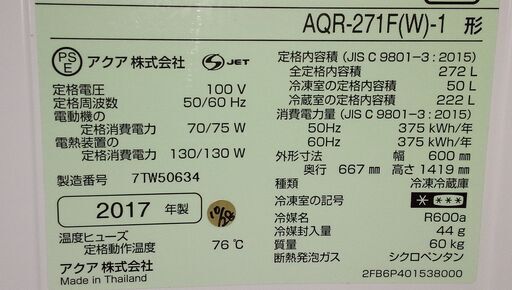 AQR-271F(W)-1 形
PS E アクア株式会社 S JET
定格電圧 100 V
定格周波数 50/60 Hz
電動機の
定格消費電力 70/75 W
電熱装置の
定格消費電力 130/130 W
製造番号 7TW50634
2017 年製
温度ヒューズ
定格動作温度 76℃
アクア株式会社
Made in Thailand
定格内容積 (JIS C 9801-3 : 2015)
全定格内容積 272 L
冷凍室の定格内容積 50 L
冷蔵室の定格内容積 222 L
消費電力量 (JIS C 9801-3 : 2015)
50Hz 375 kWh/年
60Hz 375 kWh/年
外形寸法 幅 600 mm
奥行 667 mm 高さ 1419 mm
種類 冷凍冷蔵庫
冷凍室の記号 * ***
冷媒名 R600a
冷媒封入量 44 g
質量 60 kg
断熱発泡ガス シクロペンタン
2FB6P401538000